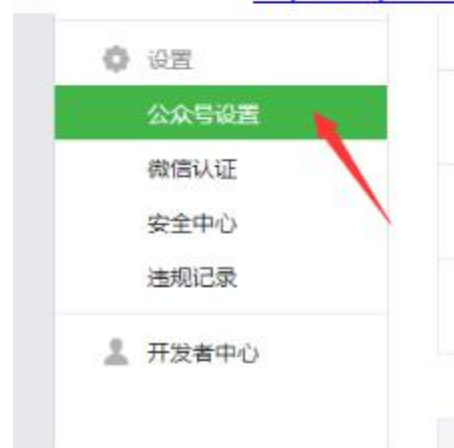 设置
公众号设置
微信认证
安全中心
违规记录
开发者中心